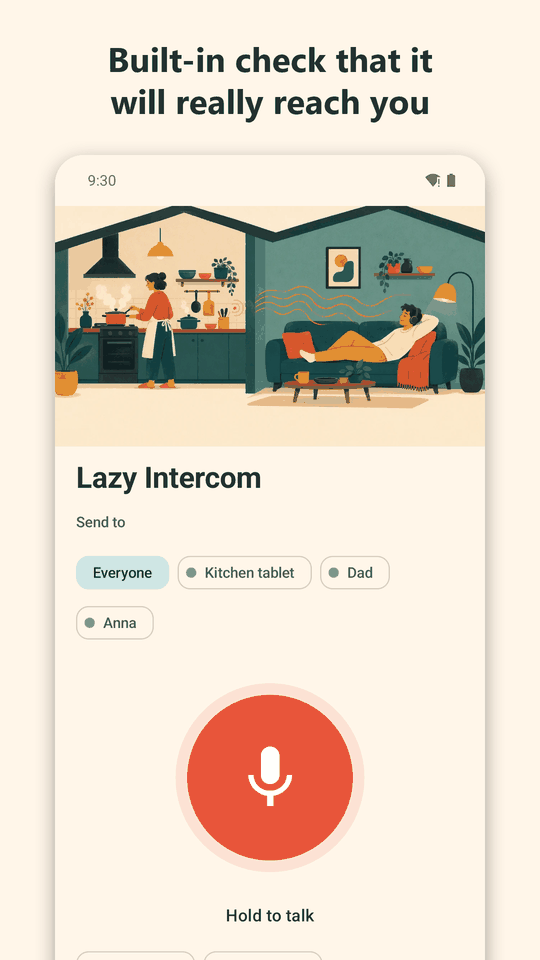 Built-in check that it
will really reach you
9:30
Lazy Intercom
Send to
Everyone Kitchen tablet Dad
Anna
Hold to talk